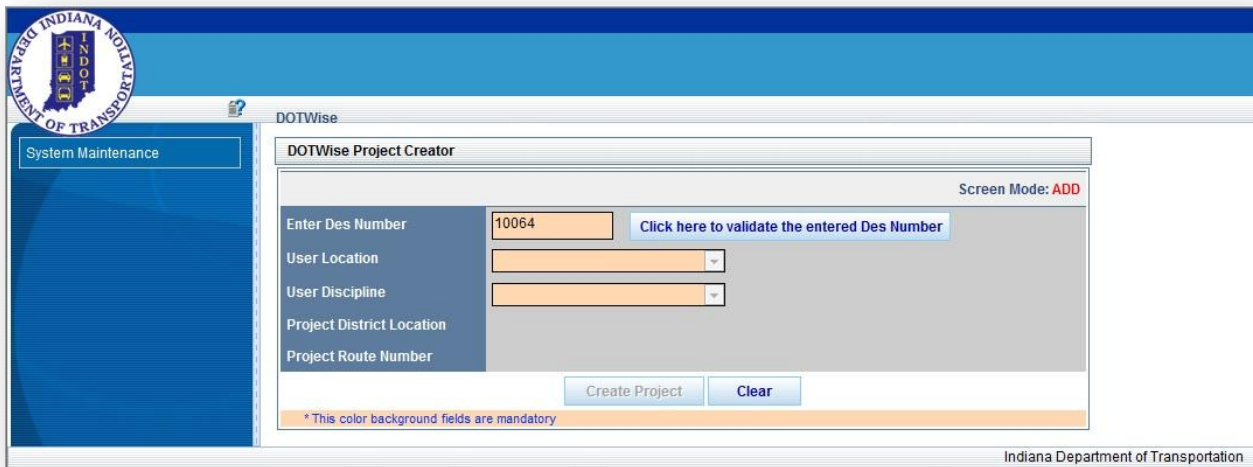 INDIANA DEPARTMENT OF TRANSPORTATION
INDOT
DOTWise
System Maintenance
DOTWise Project Creator
Screen Mode: ADD
Enter Des Number 10064 Click here to validate the entered Des Number
User Location
User Discipline
Project District Location
Project Route Number
Create Project Clear
* This color background fields are mandatory
Indiana Department of Transportation